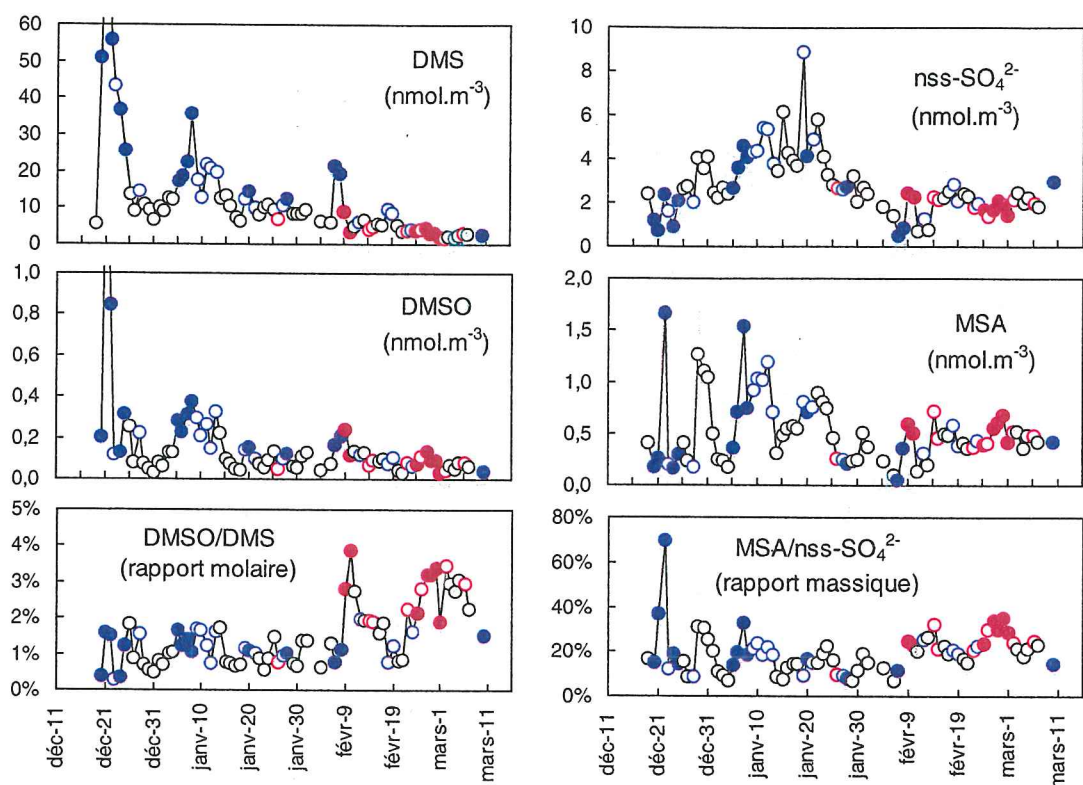 60
50
40
30
20
10
0
DMS
(nmol.m⁻³)
1,0
0,8
0,6
0,4
0,2
0,0
DMSO
(nmol.m⁻³)
5%
4%
3%
2%
1%
0%
DMSO/DMS
(rapport molaire)
déc-11
déc-21
déc-31
janv-10
janv-20
janv-30
févr-9
févr-19
mars-1
mars-11
10
8
6
4
2
0
nss-SO₄²⁻
(nmol.m⁻³)
2,0
1,5
1,0
0,5
0,0
MSA
(nmol.m⁻³)
80%
60%
40%
20%
0%
MSA/nss-SO₄²⁻
(rapport massique)
déc-11
déc-21
déc-31
janv-10
janv-20
janv-30
févr-9
févr-19
mars-1
mars-11